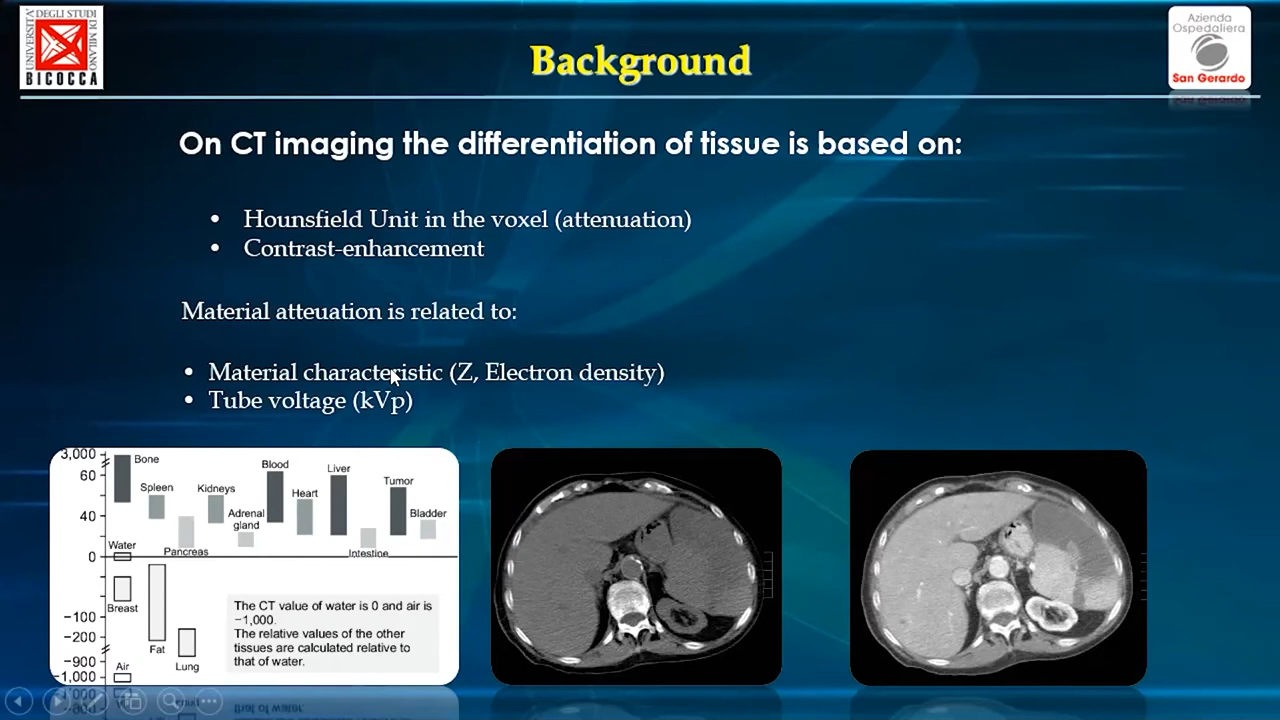 UNIVERSITÀ DEGLI STUDI DI MILANO
BICOCCA
Background
Azienda
Ospedaliera
San Gerardo
On CT imaging the differentiation of tissue is based on:
• Hounsfield Unit in the voxel (attenuation)
• Contrast-enhancement
Material atteuation is related to:
• Material characteristic (Z, Electron density)
• Tube voltage (kVp)
3,000
60
40
0
−100
−200
−900
−1,000
Bone
Spleen
Pancreas
Kidneys
Adrenal
gland
Blood
Heart
Liver
Intestine
Tumor
Bladder
Water
Breast
Fat
Lung
Air
The CT value of water is 0 and air is
−1,000.
The relative values of the other
tissues are calculated relative to
that of water.